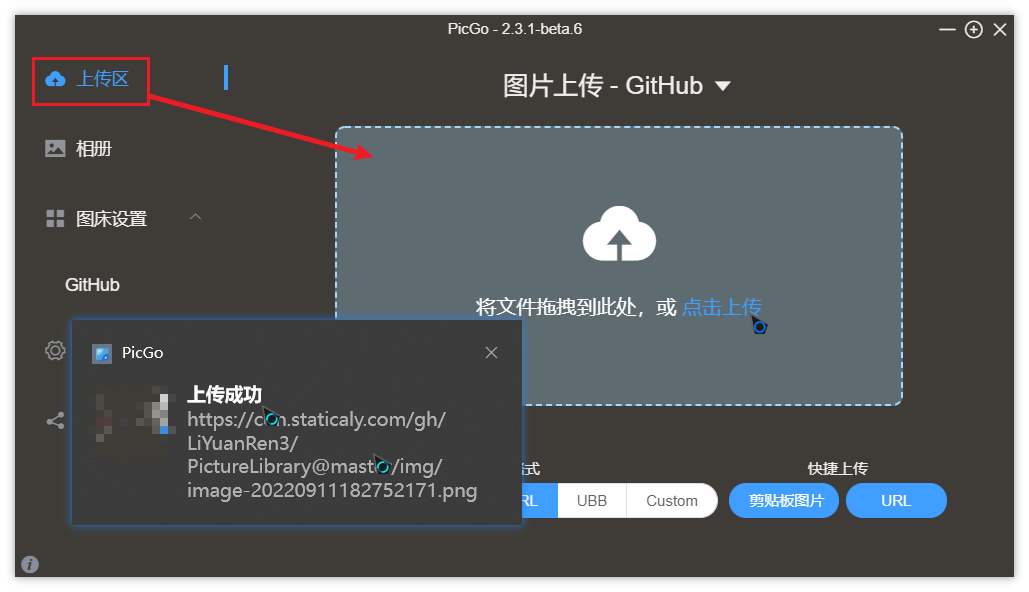 PicGo - 2.3.1-beta.6
上传区
图片上传 - GitHub
相册
图床设置
GitHub
将文件拖拽到此处，或 点击上传
PicGo
上传成功
https://cdn.staticaly.com/gh/
LiYuanRen3/
PictureLibrary@master/img/
image-20220911182752171.png
式
快捷上传
RL
UBB
Custom
剪贴板图片
URL